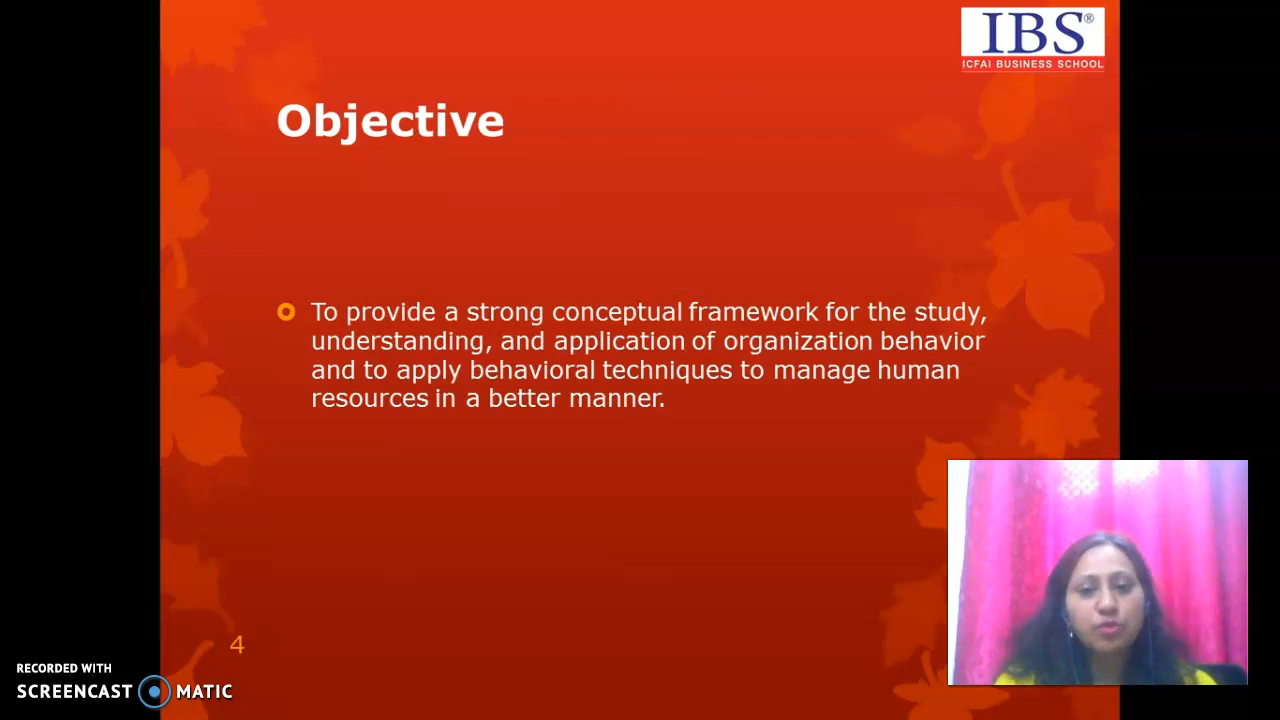 IBS®
ICFAI BUSINESS SCHOOL
Objective
To provide a strong conceptual framework for the study,
understanding, and application of organization behavior
and to apply behavioral techniques to manage human
resources in a better manner.
4
RECORDED WITH
SCREENCAST MATIC